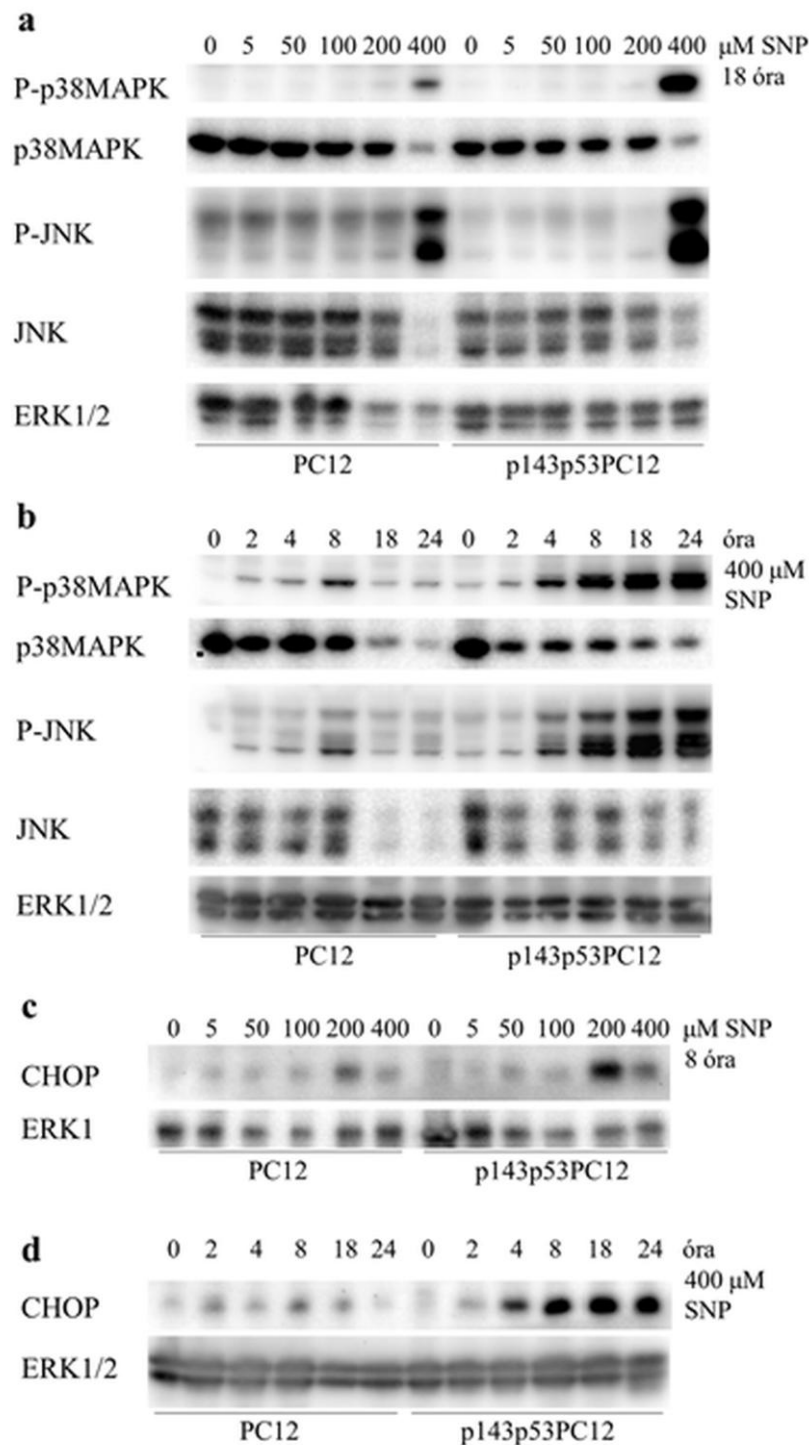 a
0 5 50 100 200 400 0 5 50 100 200 400 μM SNP
P-p38MAPK 18 óra
p38MAPK
P-JNK
JNK
ERK1/2
PC12 p143p53PC12
b
0 2 4 8 18 24 0 2 4 8 18 24 óra
P-p38MAPK 400 μM
SNP
p38MAPK
P-JNK
JNK
ERK1/2
PC12 p143p53PC12
c
0 5 50 100 200 400 0 5 50 100 200 400 μM SNP
CHOP 8 óra
ERK1
PC12 p143p53PC12
d
0 2 4 8 18 24 0 2 4 8 18 24 óra
400 μM
CHOP SNP
ERK1/2
PC12 p143p53PC12